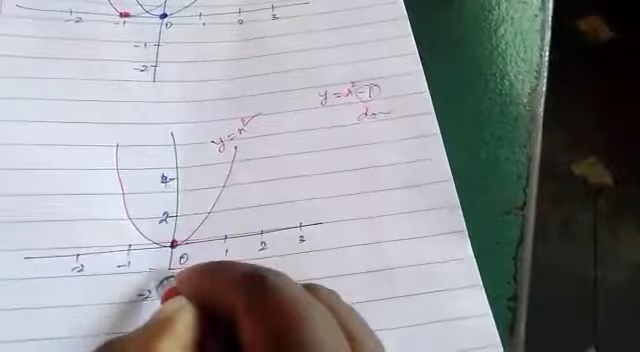 -2 -1 0 1 2 3
-1
-2
y = x² - 1
y = x²
4
2
-2 -1 0 1 2 3
-2